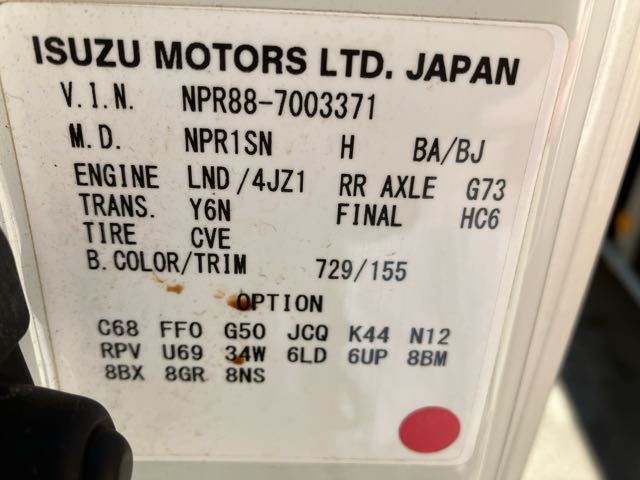 ISUZU MOTORS LTD. JAPAN
V.I.N. NPR88-7003371
M.D. NPR1SN H BA/BJ
ENGINE LND/4JZ1 RR AXLE G73
TRANS. Y6N FINAL HC6
TIRE CVE
B.COLOR/TRIM 729/155
OPTION
C68 FF0 G50 JCQ K44 N12
RPV U69 34W 6LD 6UP 8BM
8BX 8GR 8NS